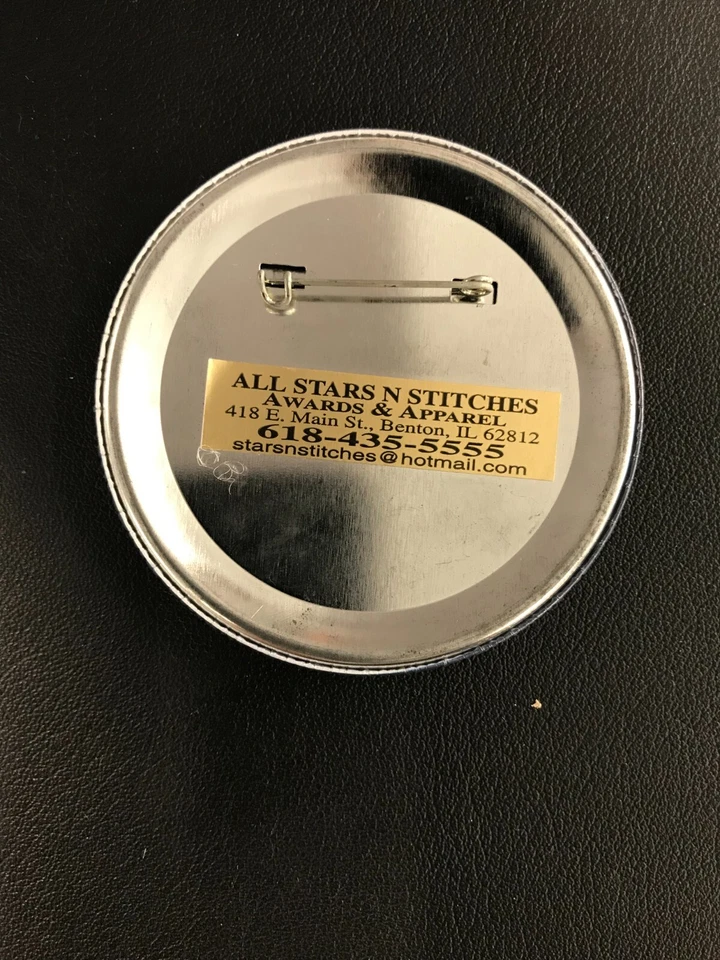 ALL STARS N STITCHES
AWARDS & APPAREL
418 E. Main St., Benton, IL 62812
618-435-5555
starsnstitches@hotmail.com